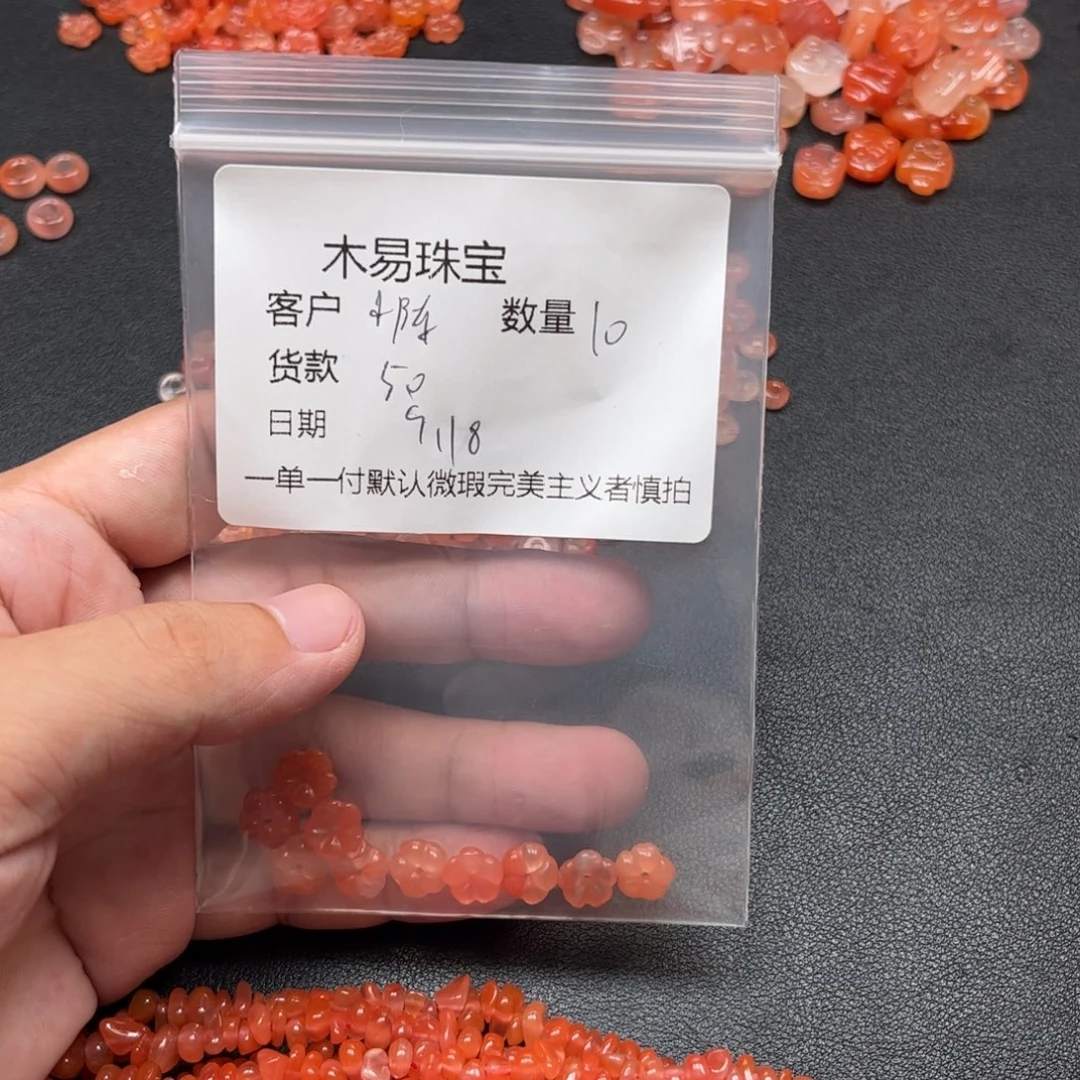 木易珠宝
客户 陈 数量 10
货款 50
日期 9.18
一单一付默认微瑕完美主义者慎拍